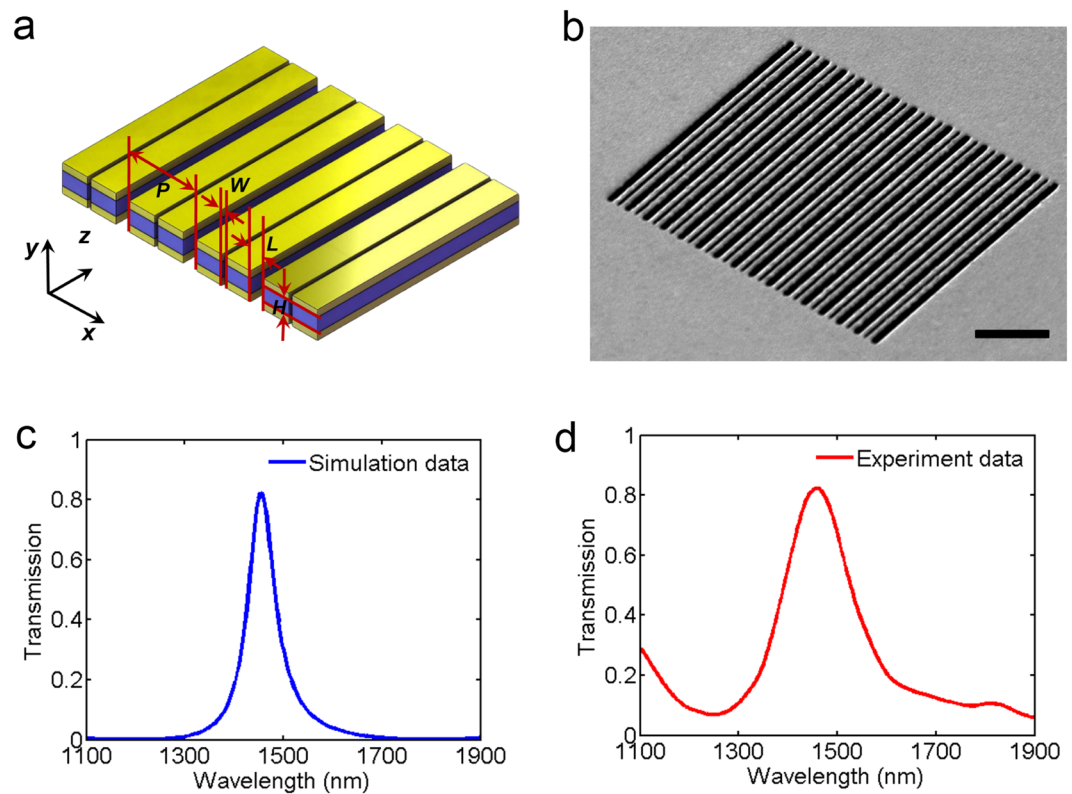 a
b
P
W
L
H
y
z
x
c
1
0.8
0.6
0.4
0.2
0
Transmission
Simulation data
1100 1300 1500 1700 1900
Wavelength (nm)
d
1
0.8
0.6
0.4
0.2
0
Transmission
Experiment data
1100 1300 1500 1700 1900
Wavelength (nm)